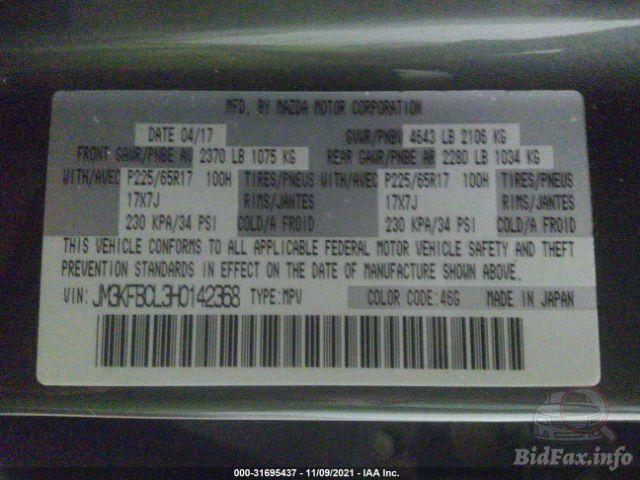 MFD. BY MAZDA MOTOR CORPORATION
DATE 04/17 GVWR/PNBV 4643 LB 2106 KG
FRONT GAWR/PNBE AV 2370 LB 1075 KG REAR GAWR/PNBE AR 2280 LB 1034 KG
WITH/AVEC P225/65R17 100H TIRES/PNEUS WITH/AVEC P225/65R17 100H TIRES/PNEUS
17X7J RIMS/JANTES 17X7J RIMS/JANTES
230 KPA/34 PSI COLD/A FROID 230 KPA/34 PSI COLD/A FROID
THIS VEHICLE CONFORMS TO ALL APPLICABLE FEDERAL MOTOR VEHICLE SAFETY AND THEFT
PREVENTION STANDARDS IN EFFECT ON THE DATE OF MANUFACTURE SHOWN ABOVE.
VIN: JM3KFBCL3H0142368 TYPE:MPV COLOR CODE:46G MADE IN JAPAN
BidFax.info
000-31695437 - 11/09/2021 - IAA Inc.